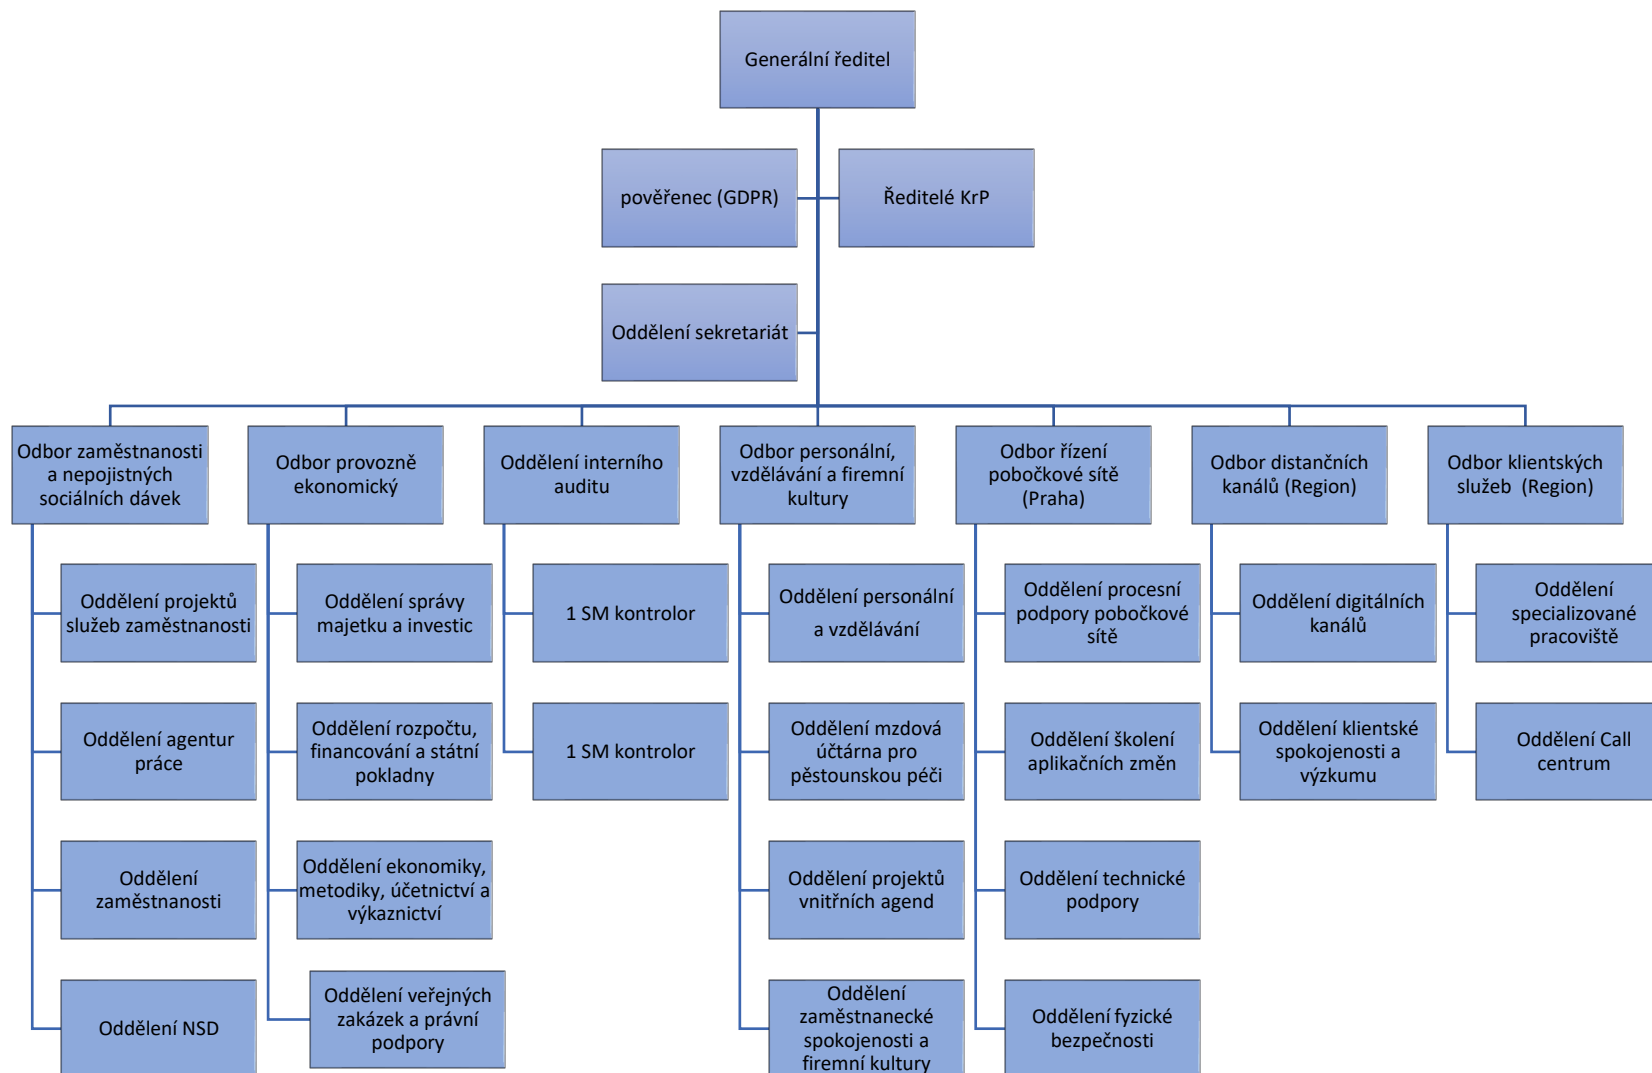 Generální ředitel
pověřenec (GDPR)
Ředitelé KrP
Oddělení sekretariát
Odbor zaměstnanosti
a nepojistných
sociálních dávek
Odbor provozně
ekonomický
Oddělení interního
auditu
Odbor personální,
vzdělávání a firemní
kultury
Odbor řízení
pobočkové sítě
(Praha)
Odbor distančních
kanálů (Region)
Odbor klientských
služeb (Region)
Oddělení projektů
služeb zaměstnanosti
Oddělení správy
majetku a investic
1 SM kontrolor
Oddělení personální
a vzdělávání
Oddělení procesní
podpory pobočkové
sítě
Oddělení digitálních
kanálů
Oddělení
specializované
pracoviště
Oddělení agentur
práce
Oddělení rozpočtu,
financování a státní
pokladny
1 SM kontrolor
Oddělení mzdová
účtárna pro
pěstounskou péči
Oddělení školení
aplikačních změn
Oddělení klientské
spokojenosti a
výzkumu
Oddělení Call
centrum
Oddělení
zaměstnanosti
Oddělení ekonomiky,
metodiky, účetnictví a
výkaznictví
Oddělení projektů
vnitřních agend
Oddělení technické
podpory
Oddělení NSD
Oddělení veřejných
zakázek a právní
podpory
Oddělení
zaměstnanecké
spokojenosti a
firemní kultury
Oddělení fyzické
bezpečnosti